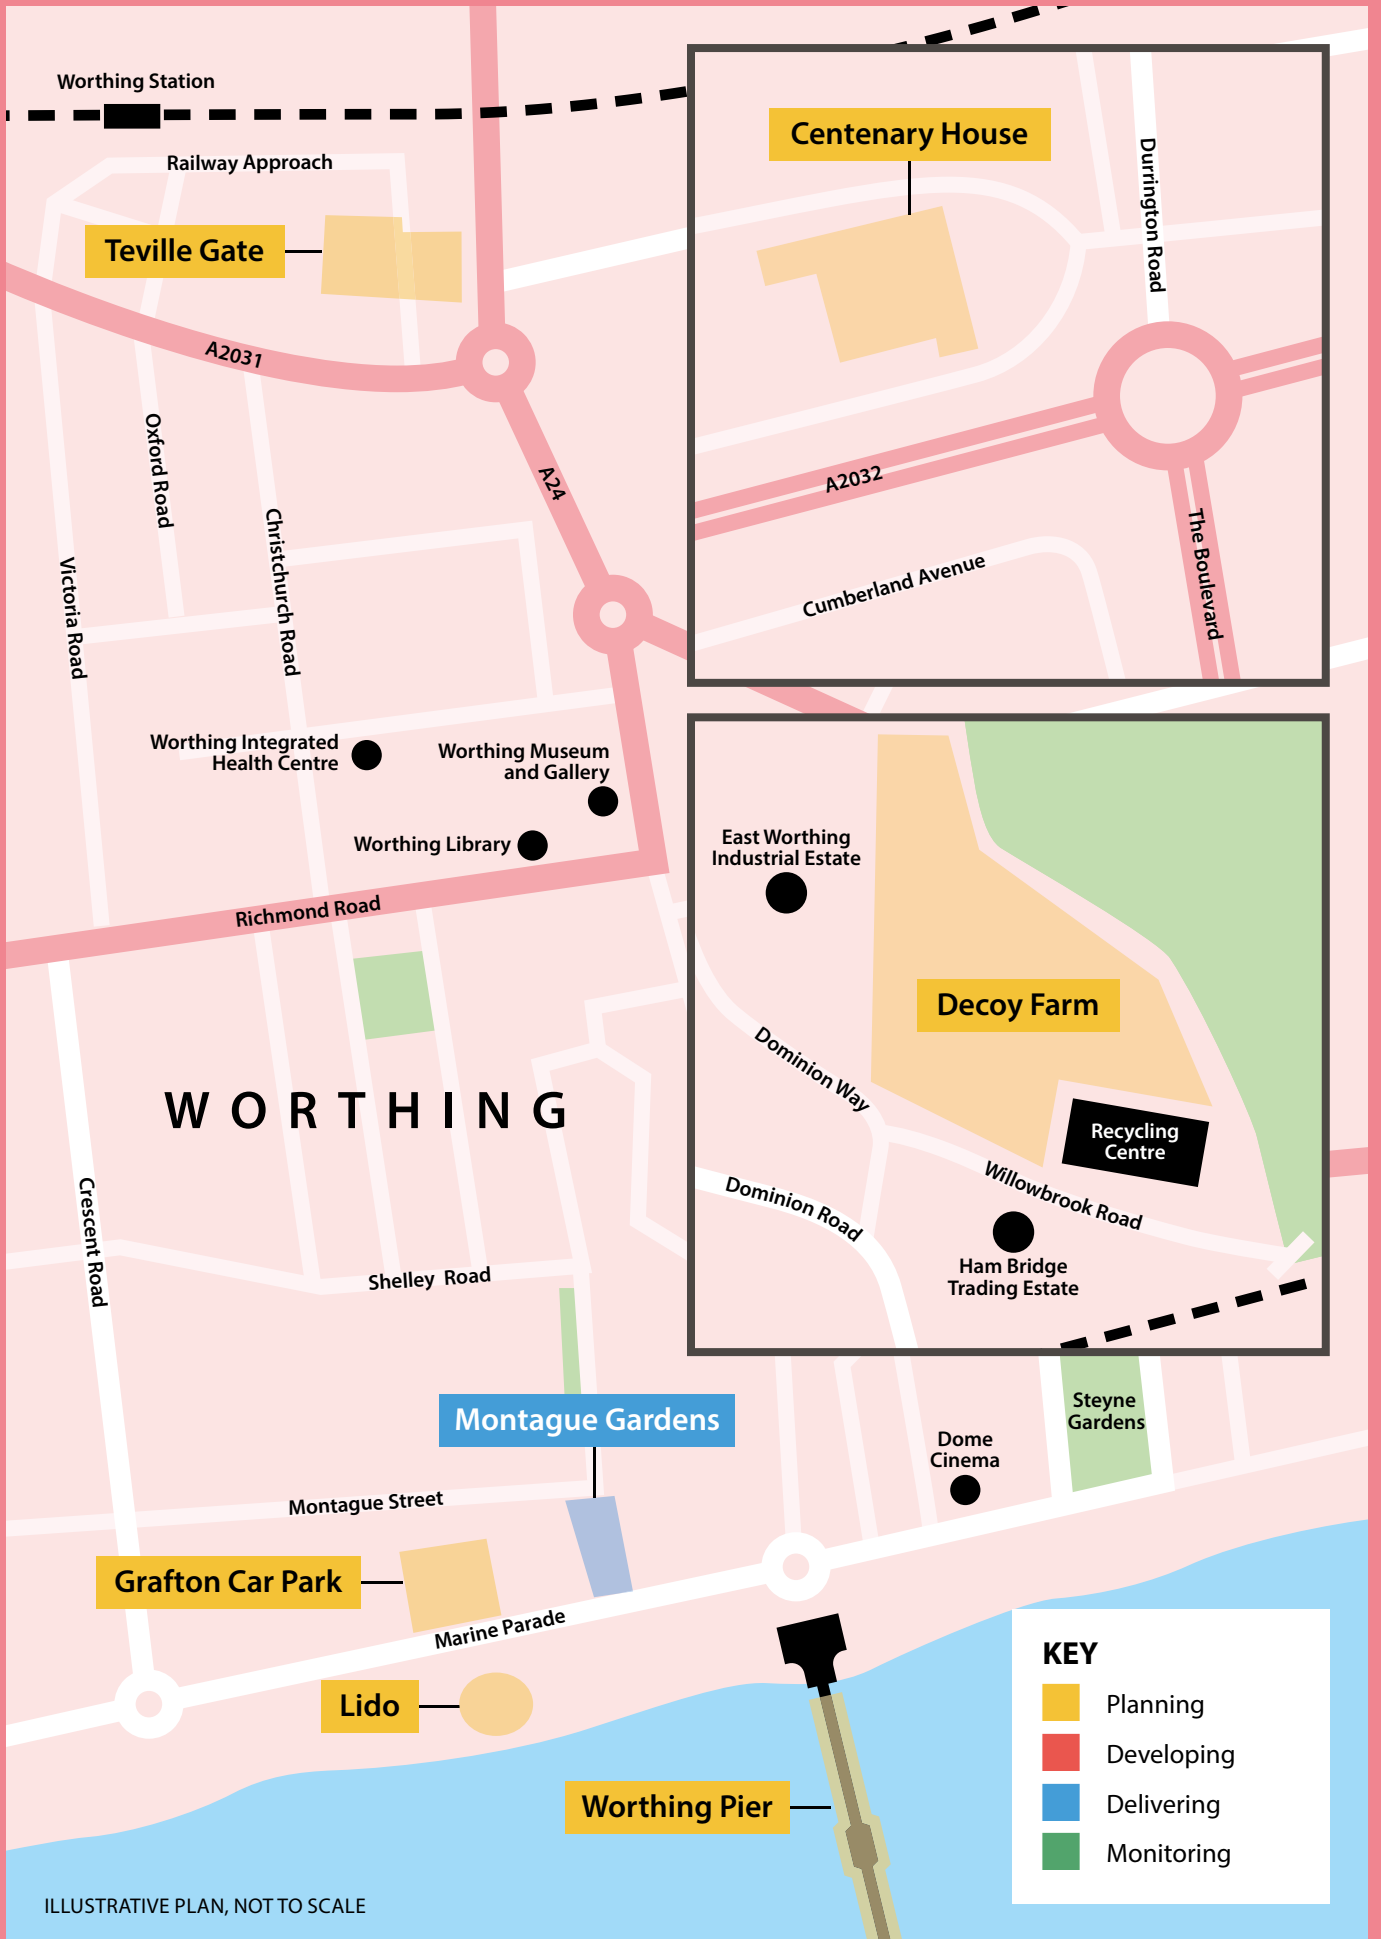 Worthing Station
Railway Approach
Teville Gate
A2031
Oxford Road
A24
Christchurch Road
Victoria Road
Worthing Integrated
Health Centre
Worthing Museum
and Gallery
Worthing Library
Richmond Road
Centenary House
Durrington Road
A2032
The Boulevard
Cumberland Avenue
East Worthing
Industrial Estate
Decoy Farm
Dominion Way
Recycling
Centre
Willowbrook Road
Dominion Road
Ham Bridge
Trading Estate
WORTHING
Crescent Road
Shelley Road
Montague Gardens
Steyne
Gardens
Dome
Cinema
Montague Street
Grafton Car Park
Marine Parade
Lido
Worthing Pier
KEY
Planning
Developing
Delivering
Monitoring
ILLUSTRATIVE PLAN, NOT TO SCALE